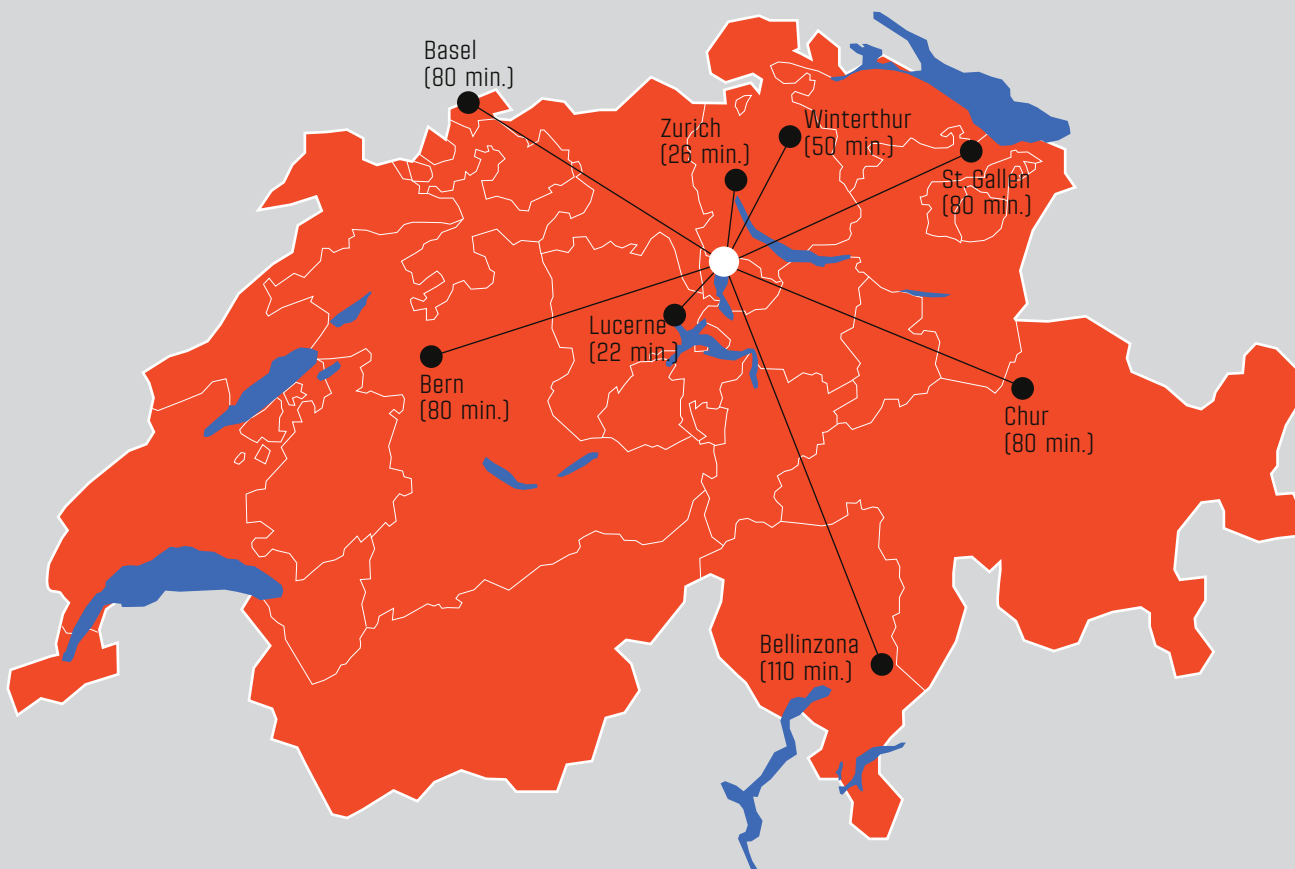 Basel
(80 min.)
Zurich
(26 min.)
Winterthur
(50 min.)
St. Gallen
(80 min.)
Lucerne
(22 min.)
Bern
(80 min.)
Chur
(80 min.)
Bellinzona
(110 min.)